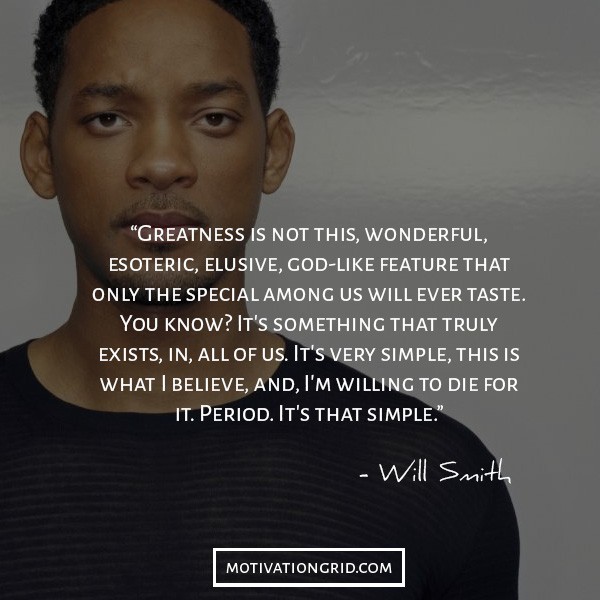 “Greatness is not this, wonderful,
esoteric, elusive, god-like feature that
only the special among us will ever taste.
You know? It's something that truly
exists, in, all of us. It's very simple, this is
what I believe, and, I'm willing to die for
it. Period. It's that simple.”
- Will Smith
MOTIVATIONGRID.COM